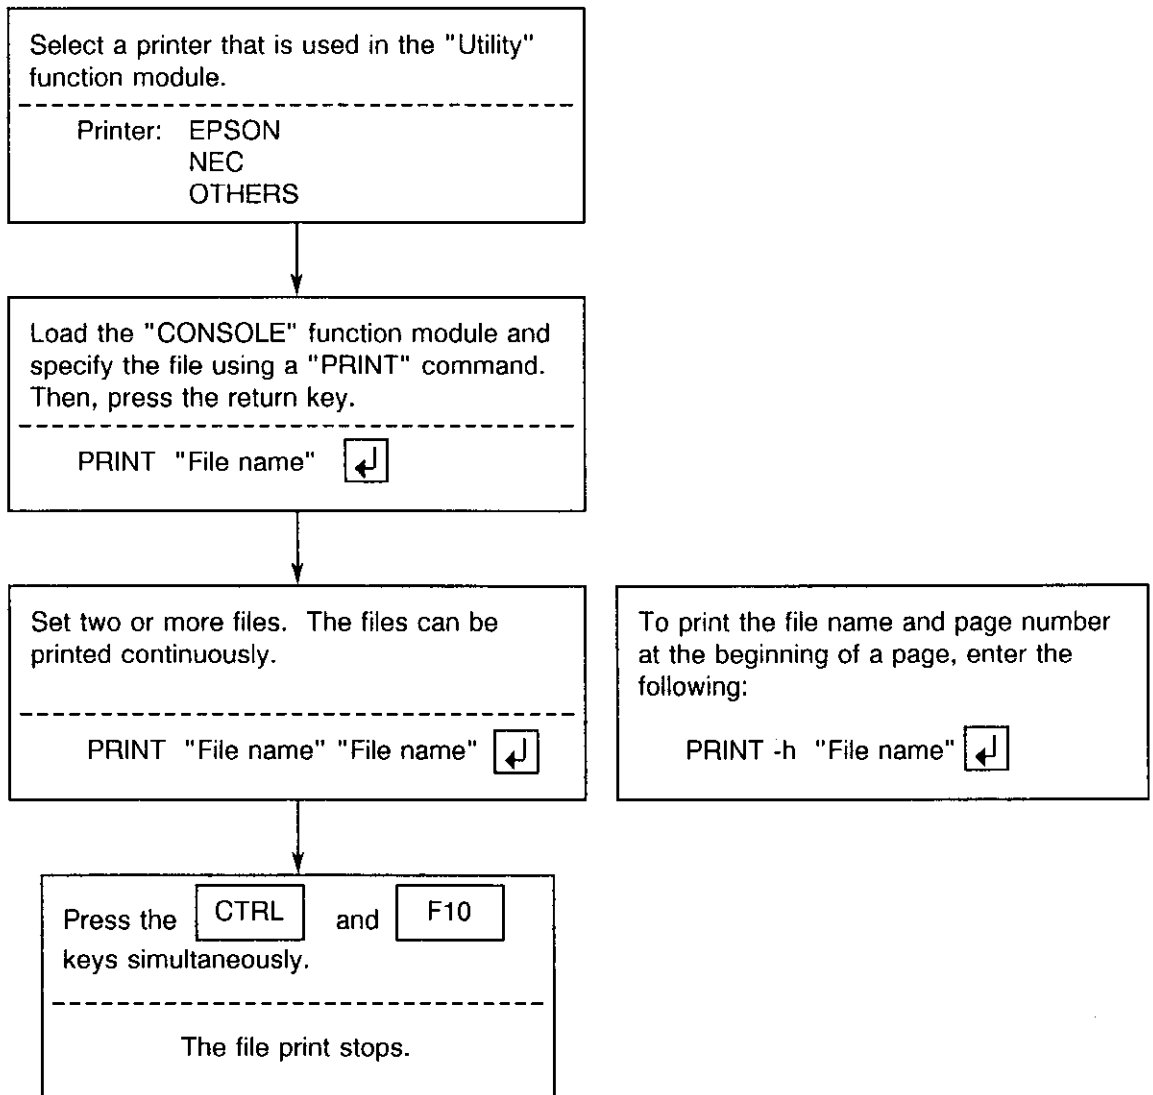 Select a printer that is used in the "Utility"
function module.
Printer: EPSON
NEC
OTHERS
Load the "CONSOLE" function module and
specify the file using a "PRINT" command.
Then, press the return key.
PRINT "File name" ↲
Set two or more files. The files can be
printed continuously.
PRINT "File name" "File name" ↲
To print the file name and page number
at the beginning of a page, enter the
following:
PRINT -h "File name" ↲
Press the CTRL and F10
keys simultaneously.
The file print stops.